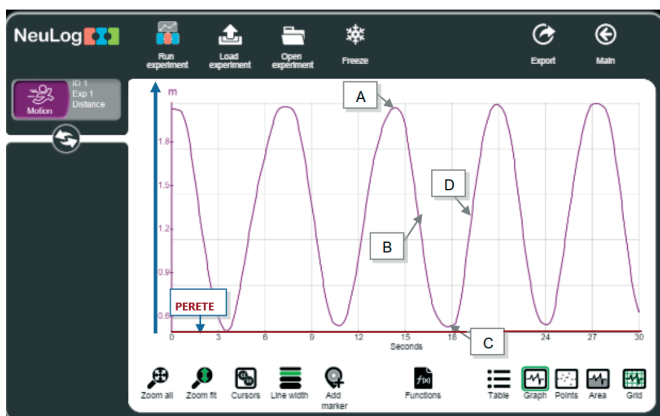 NeuLog
Run
experiment
Load
experiment
Open
experiment
Freeze
Export
Main
ID 1
Exp 1
Distance
Motion
m
1.8
1.5
1.2
0.9
0.6
A
D
B
C
PERETE
0 3 6 9 12 15 18 21 24 27 30
Seconds
Zoom all
Zoom fit
Cursors
Line width
Add
marker
f(x)
Functions
Table
Graph
Points
Area
Grid